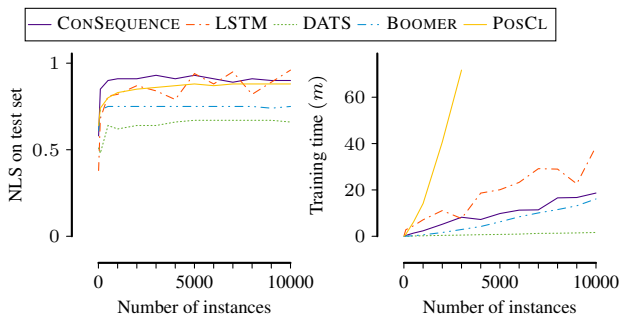 CONSEQUENCE LSTM DATS BOOMER POSCL
NLS on test set
1
0.5
0
0 5000 10000
Number of instances
Training time (m)
60
40
20
0
0 5000 10000
Number of instances